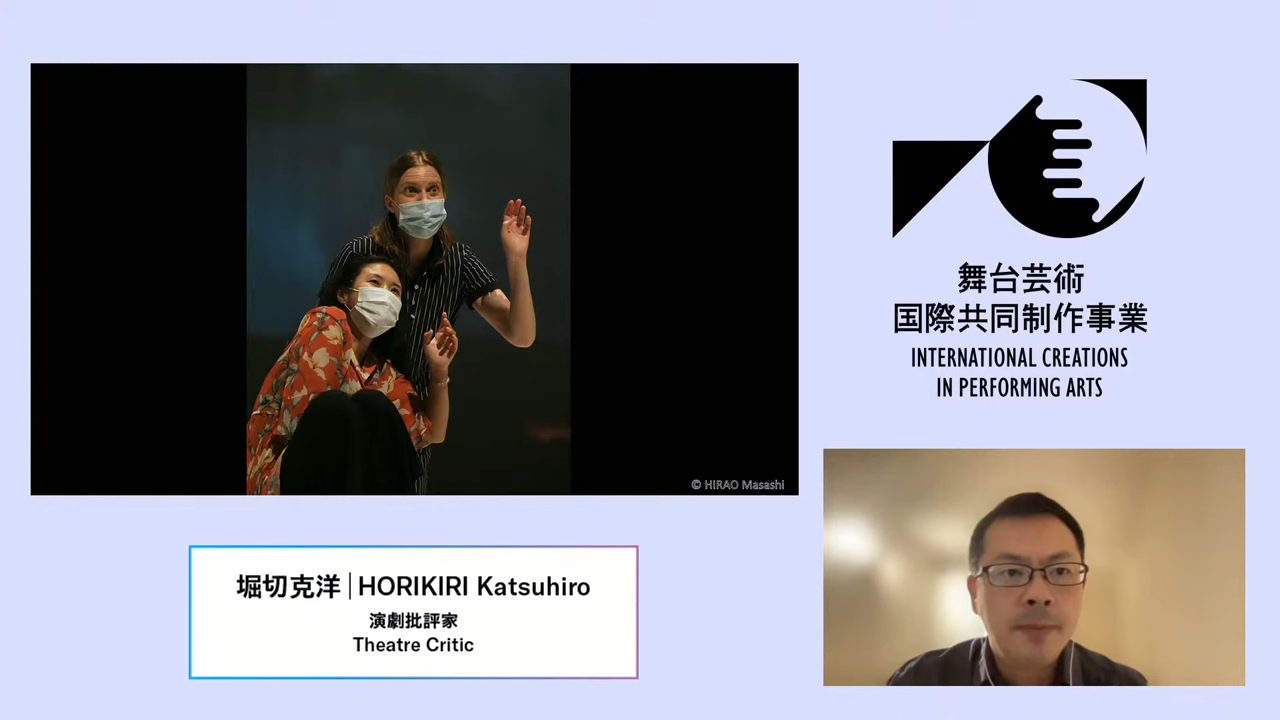 © HIRAO Masashi
堀切克洋|HORIKIRI Katsuhiro
演劇批評家
Theatre Critic
舞台芸術
国際共同制作事業
INTERNATIONAL CREATIONS
IN PERFORMING ARTS